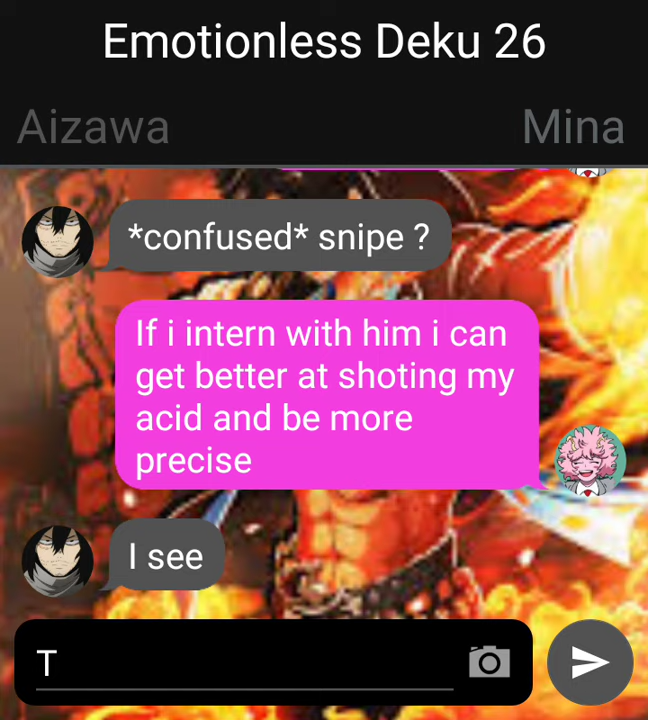 Emotionless Deku 26
Aizawa
Mina
*confused* snipe ?
If i intern with him i can
get better at shoting my
acid and be more
precise
I see
T